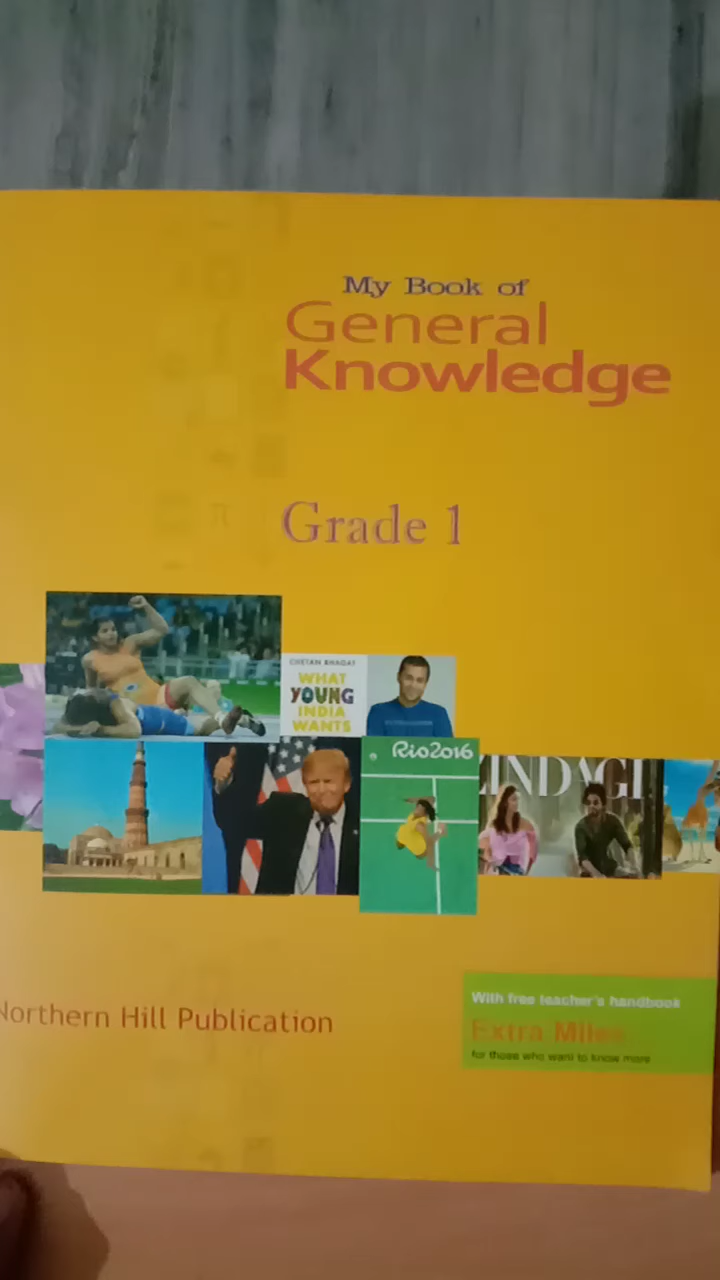 My Book of
General
Knowledge
Grade 1
CHETAN BHAGAT
WHAT
YOUNG
INDIA
WANTS
Rio2016
ZINDAGI
Northern Hill Publication
With free teacher's handbook
Extra Miles
for those who want to know more